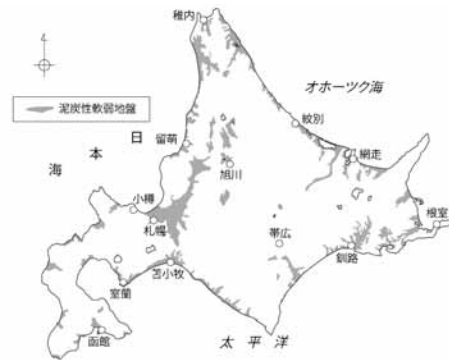 稚内
オホーツク海
泥炭性軟弱地盤
紋別
日本海
留萌
網走
旭川
小樽
札幌
根室
帯広
釧路
苫小牧
室蘭
太平洋
函館